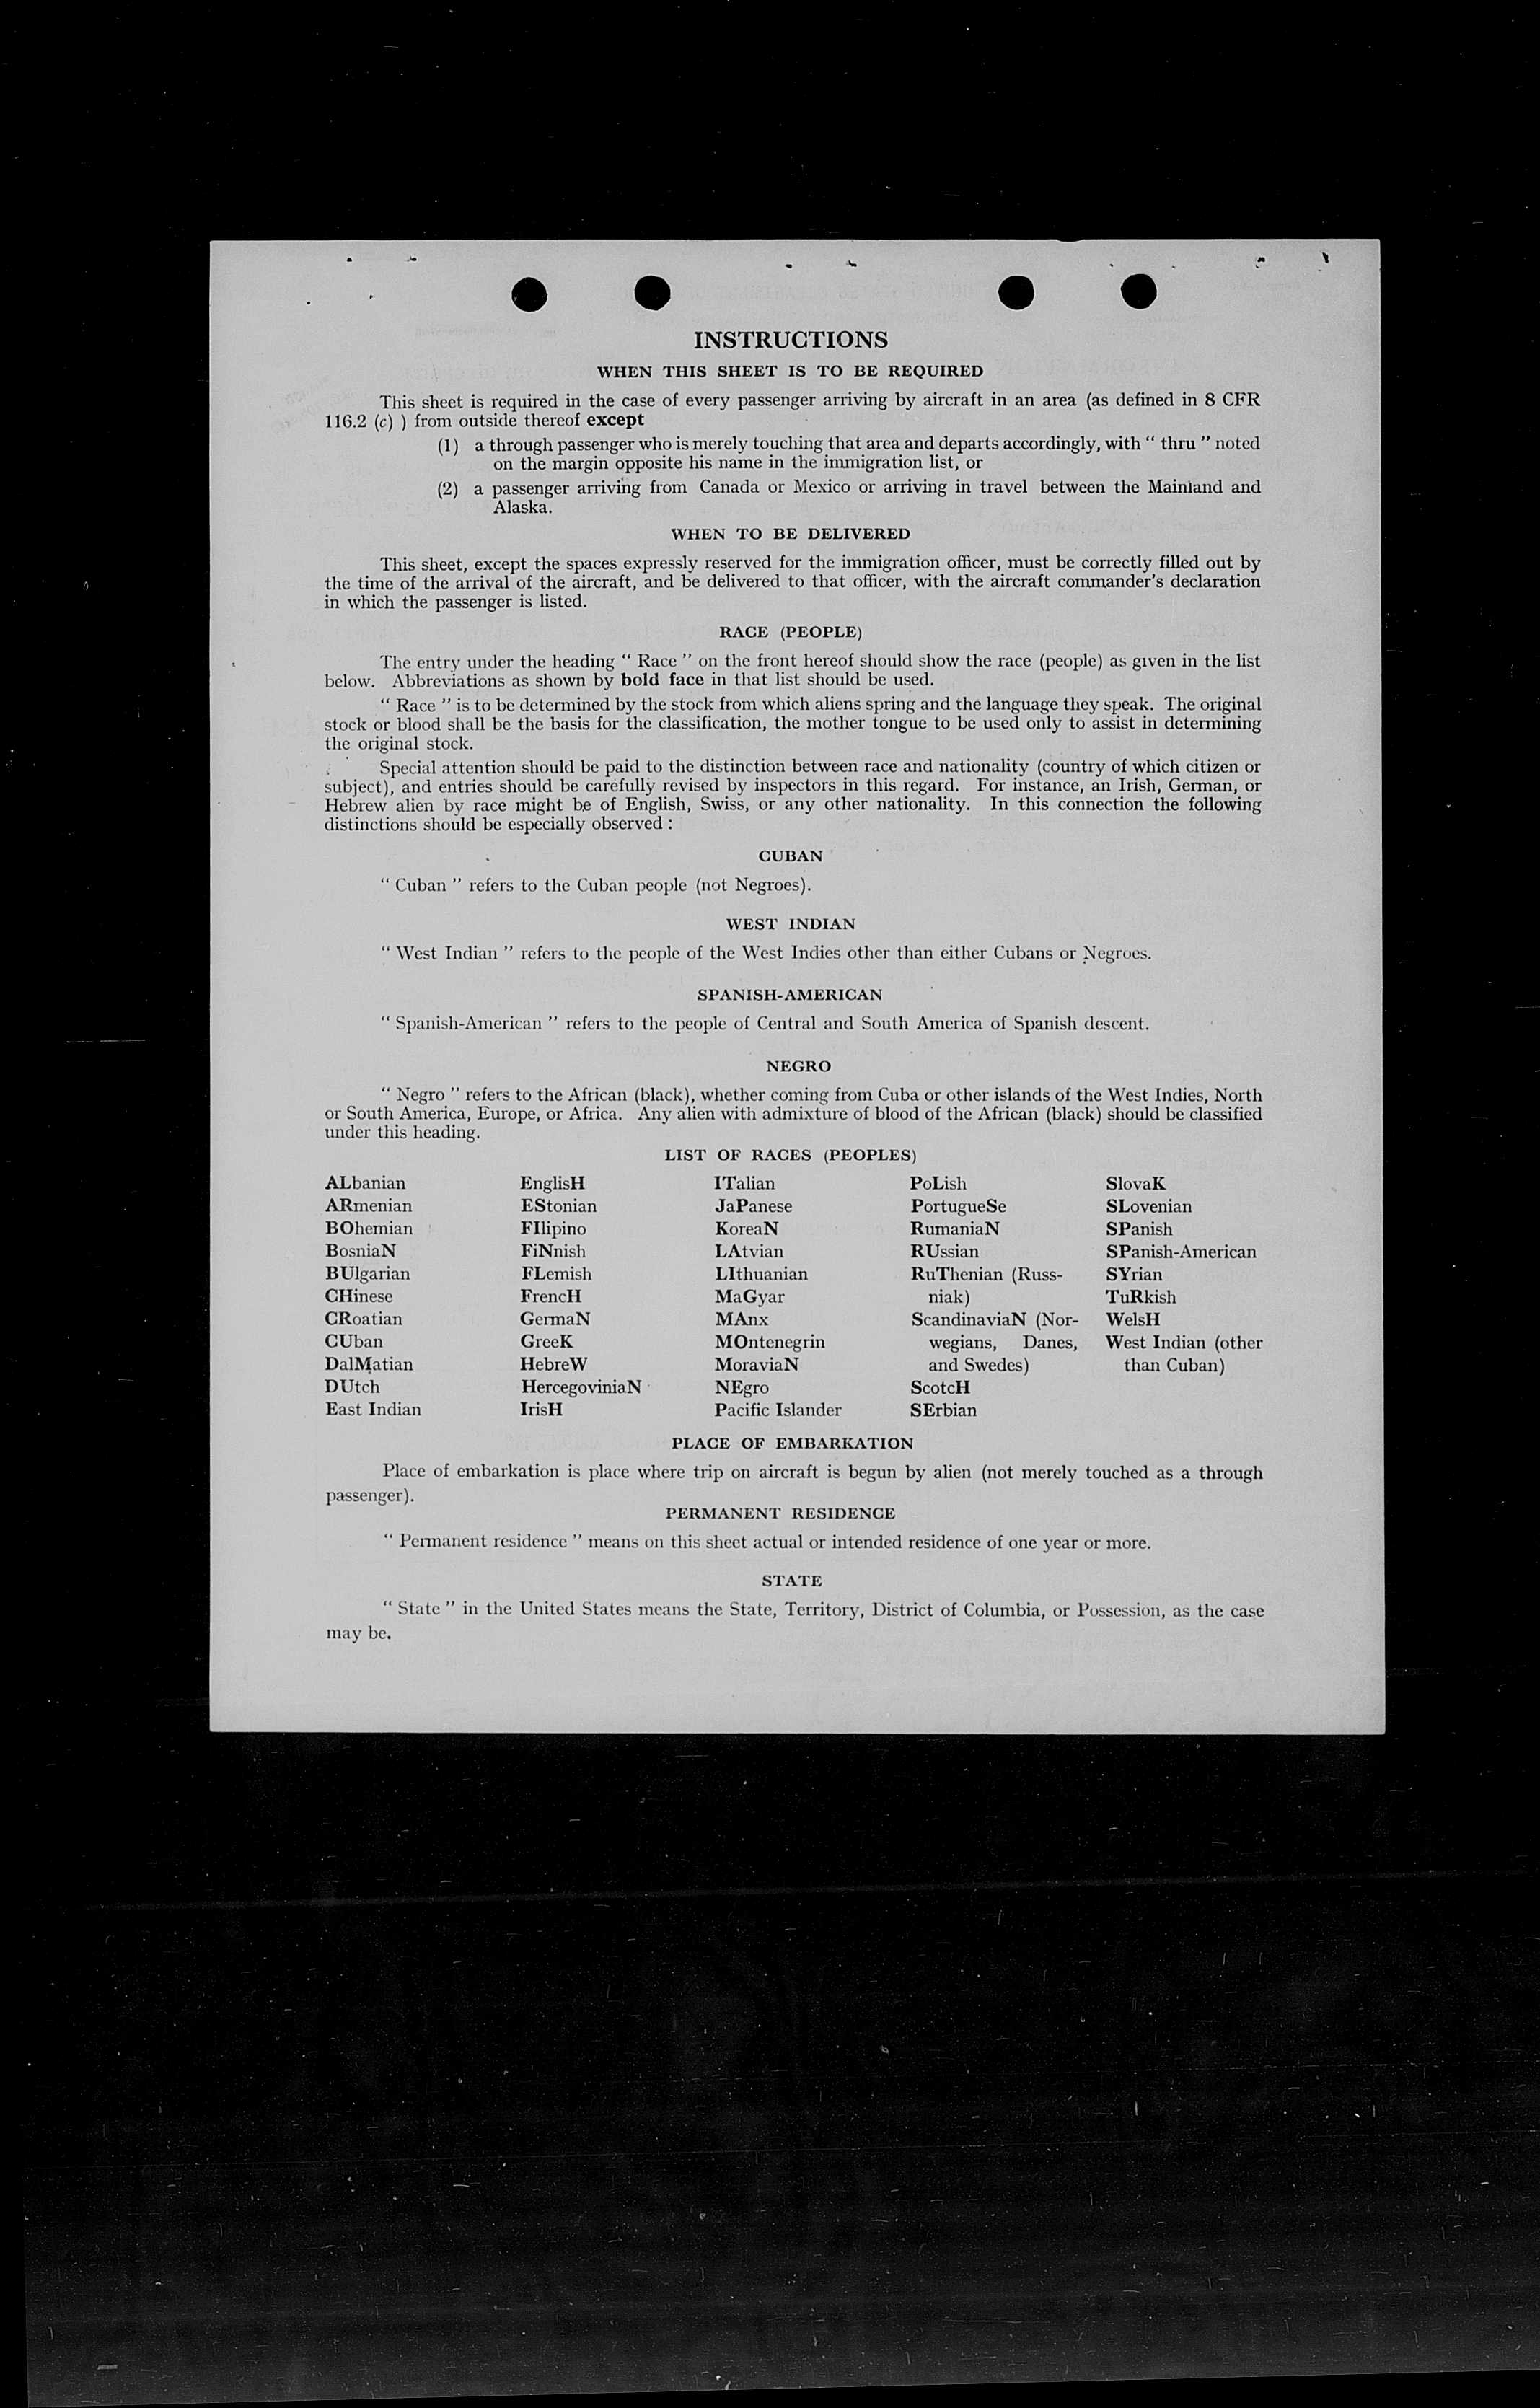 INSTRUCTIONS
WHEN THIS SHEET IS TO BE REQUIRED
This sheet is required in the case of every passenger arriving by aircraft in an area (as defined in 8 CFR
116.2 (c) ) from outside thereof except
(1) a through passenger who is merely touching that area and departs accordingly, with “ thru ” noted
on the margin opposite his name in the immigration list, or
(2) a passenger arriving from Canada or Mexico or arriving in travel between the Mainland and
Alaska.
WHEN TO BE DELIVERED
This sheet, except the spaces expressly reserved for the immigration officer, must be correctly filled out by
the time of the arrival of the aircraft, and be delivered to that officer, with the aircraft commander's declaration
in which the passenger is listed.
RACE (PEOPLE)
The entry under the heading “ Race ” on the front hereof should show the race (people) as given in the list
below. Abbreviations as shown by bold face in that list should be used.
“ Race ” is to be determined by the stock from which aliens spring and the language they speak. The original
stock or blood shall be the basis for the classification, the mother tongue to be used only to assist in determining
the original stock.
Special attention should be paid to the distinction between race and nationality (country of which citizen or
subject), and entries should be carefully revised by inspectors in this regard. For instance, an Irish, German, or
Hebrew alien by race might be of English, Swiss, or any other nationality. In this connection the following
distinctions should be especially observed :
CUBAN
“ Cuban ” refers to the Cuban people (not Negroes).
WEST INDIAN
“ West Indian ” refers to the people of the West Indies other than either Cubans or Negroes.
SPANISH-AMERICAN
“ Spanish-American ” refers to the people of Central and South America of Spanish descent.
NEGRO
“ Negro ” refers to the African (black), whether coming from Cuba or other islands of the West Indies, North
or South America, Europe, or Africa. Any alien with admixture of blood of the African (black) should be classified
under this heading.
LIST OF RACES (PEOPLES)
ALbanian
ARmenian
BOhemian
BosniaN
BUlgarian
CHinese
CRoatian
CUban
DalMatian
DUtch
East Indian
EnglisH
EStonian
FIlipino
FiNnish
FLemish
FrencH
GermaN
GreeK
HebreW
HercegoviniaN
IrisH
ITalian
JaPanese
KoreaN
LAtvian
LIthuanian
MaGyar
MAnx
MOntenegrin
MoraviaN
NEgro
Pacific Islander
PoLish
PortugueSe
RumaniaN
RUssian
RuThenian (Russ-
niak)
ScandinaviaN (Nor-
wegians, Danes,
and Swedes)
ScotcH
SErbian
SlovaK
SLovenian
SPanish
SPanish-American
SYrian
TuRkish
WelsH
West Indian (other
than Cuban)
PLACE OF EMBARKATION
Place of embarkation is place where trip on aircraft is begun by alien (not merely touched as a through
passenger).
PERMANENT RESIDENCE
“ Permanent residence ” means on this sheet actual or intended residence of one year or more.
STATE
“ State ” in the United States means the State, Territory, District of Columbia, or Possession, as the case
may be.